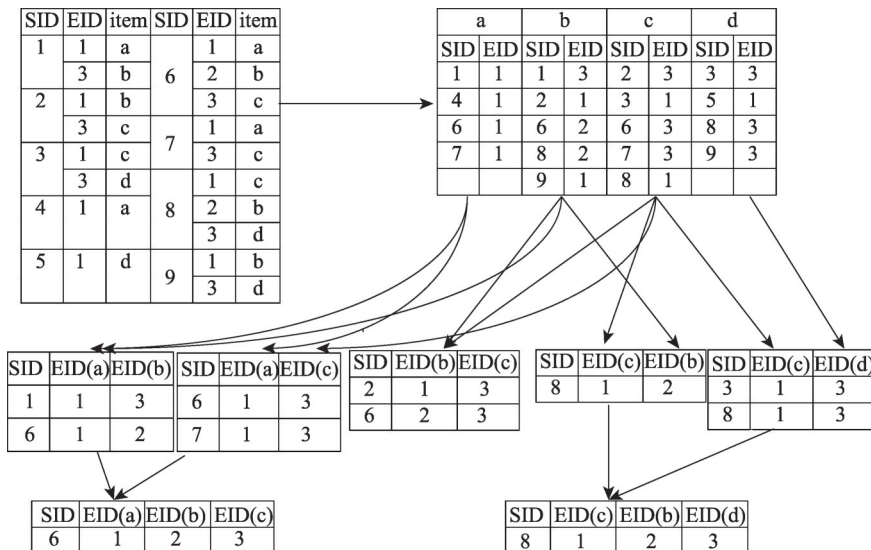 SID EID item SID EID item
1 1 a 6 1 a
3 b 2 b
2 1 b 3 c
3 c 7 1 a
3 1 c 3 c
3 d 8 1 c
4 1 a 2 b
3 d
5 1 d 9 1 b
3 d
a b c d
SID EID SID EID SID EID SID EID
1 1 1 3 2 3 3 3
4 1 2 1 3 1 5 1
6 1 6 2 6 3 8 3
7 1 8 2 7 3 9 3
9 1 8 1
SID EID(a) EID(b)
1 1 3
6 1 2
SID EID(a) EID(c)
6 1 3
7 1 3
SID EID(b) EID(c)
2 1 3
6 2 3
SID EID(c) EID(b)
8 1 2
SID EID(c) EID(d)
3 1 3
8 1 3
SID EID(a) EID(b) EID(c)
6 1 2 3
SID EID(c) EID(b) EID(d)
8 1 2 3